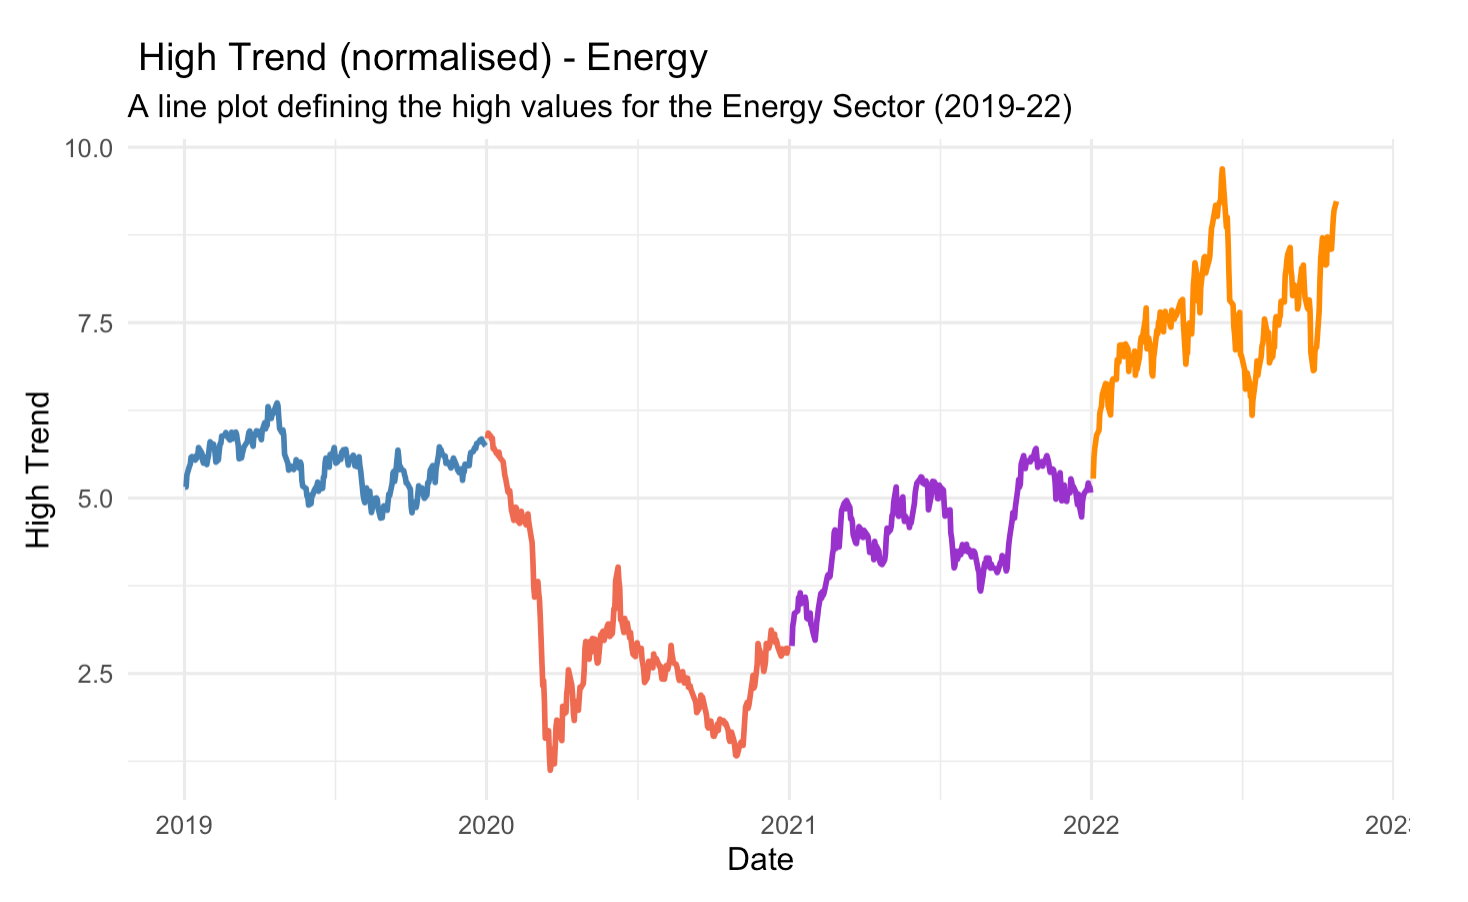 High Trend (normalised) - Energy
A line plot defining the high values for the Energy Sector (2019-22)
10.0
7.5
5.0
2.5
High Trend
2019
2020
2021
2022
Date